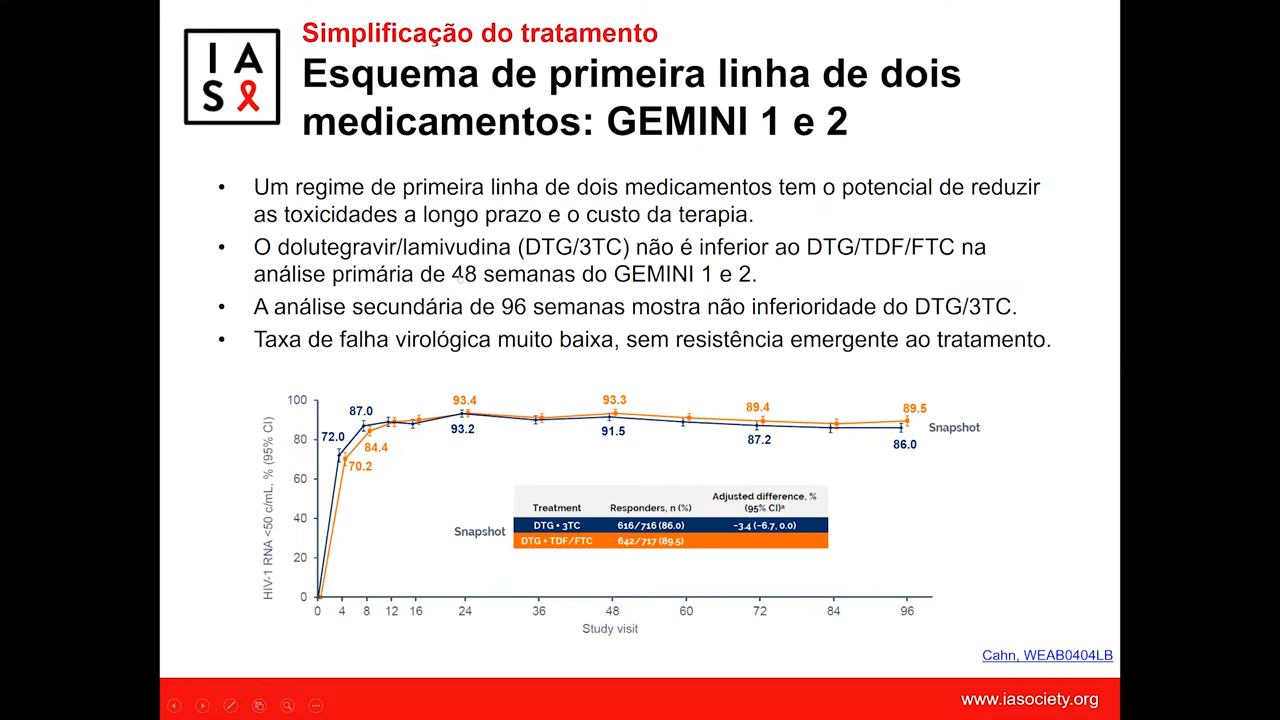 IAS
Simplificação do tratamento
Esquema de primeira linha de dois
medicamentos: GEMINI 1 e 2
• Um regime de primeira linha de dois medicamentos tem o potencial de reduzir
as toxicidades a longo prazo e o custo da terapia.
• O dolutegravir/lamivudina (DTG/3TC) não é inferior ao DTG/TDF/FTC na
análise primária de 48 semanas do GEMINI 1 e 2.
• A análise secundária de 96 semanas mostra não inferioridade do DTG/3TC.
• Taxa de falha virológica muito baixa, sem resistência emergente ao tratamento.
HIV-1 RNA <50 c/mL, % (95% CI)
100
80
60
40
20
0
72.0
87.0
84.4
70.2
93.4
93.2
93.3
91.5
89.4
87.2
89.5
86.0
Snapshot
Snapshot
Treatment Responders, n (%) Adjusted difference, % (95% CI)ª
DTG + 3TC 616/716 (86.0) −3.4 (−6.7, 0.0)
DTG + TDF/FTC 642/717 (89.5)
0 4 8 12 16 24 36 48 60 72 84 96
Study visit
Cahn, WEAB0404LB
www.iasociety.org